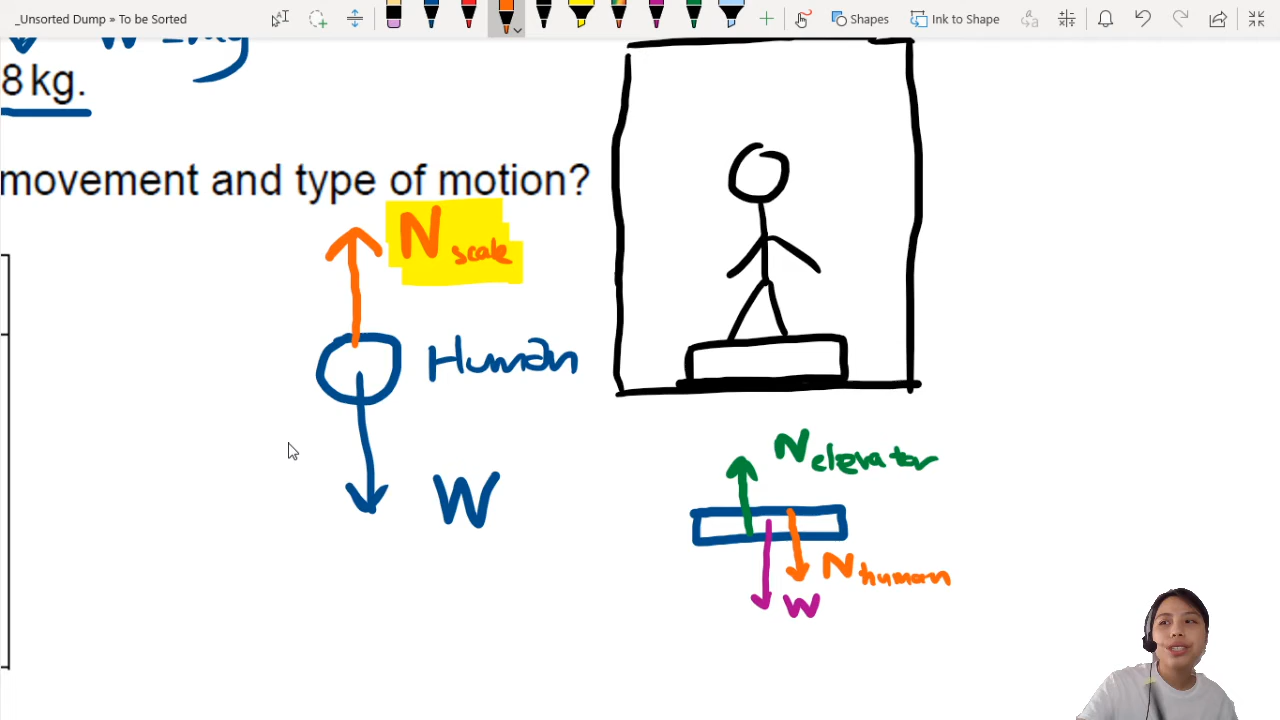 _Unsorted Dump » To be Sorted
Shapes
Ink to Shape
W = mg
8 kg.
movement and type of motion?
N scale
Human
W
N elevator
N human
W